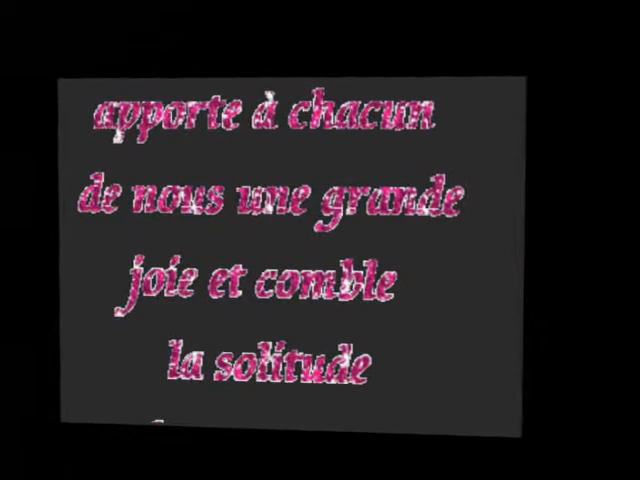 apporte à chacun
de nous une grande
joie et comble
la solitude